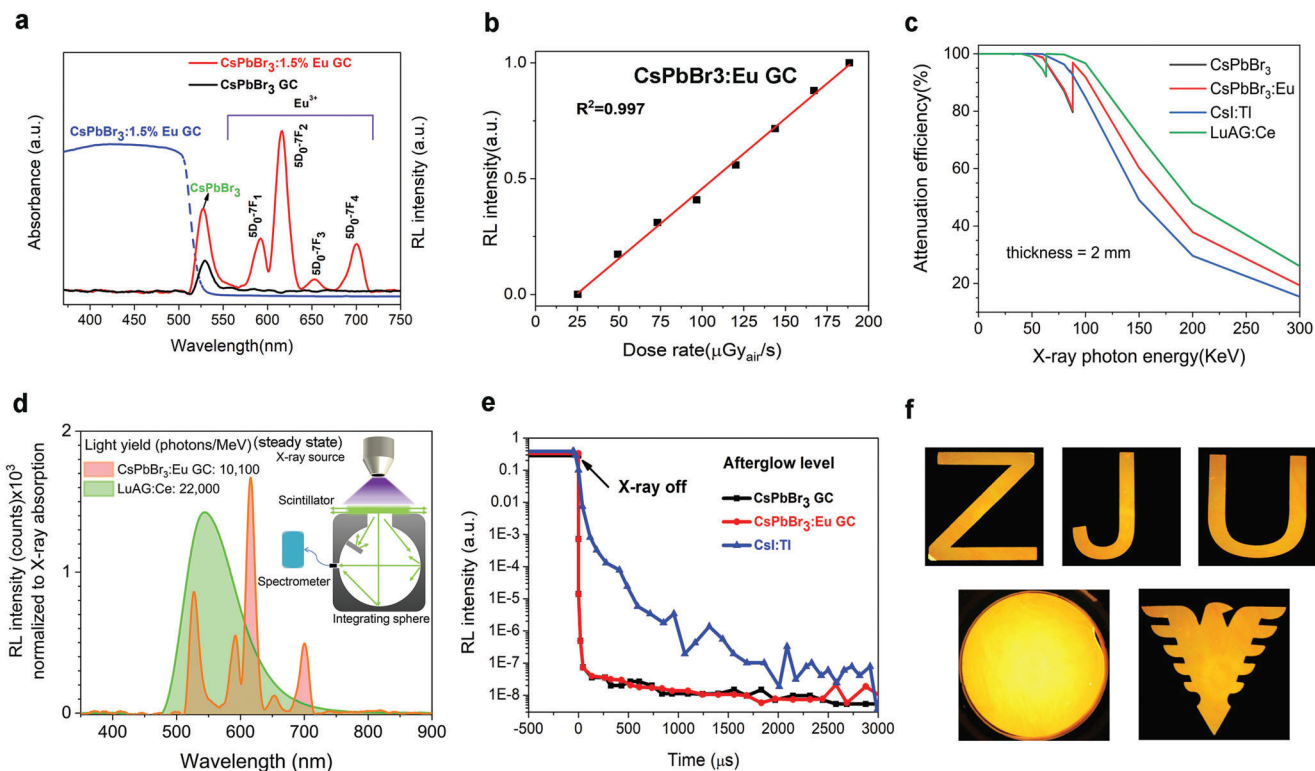 a
CsPbBr₃:1.5% Eu GC
CsPbBr₃ GC
Eu³⁺
CsPbBr₃:1.5% Eu GC
CsPbBr₃
5D₀-7F₁
5D₀-7F₂
5D₀-7F₃
5D₀-7F₄
Absorbance (a.u.)
RL intensity (a.u.)
400 450 500 550 600 650 700 750
Wavelength(nm)
b
CsPbBr3:Eu GC
R²=0.997
RL intensity(a.u.)
1.0
0.5
0.0
0 25 50 75 100 125 150 175 200
Dose rate(μGyₐᵢᵣ/s)
c
CsPbBr₃
CsPbBr₃:Eu
CsI:Tl
LuAG:Ce
Attenuation efficiency(%)
100
80
60
40
20
thickness = 2 mm
0 50 100 150 200 250 300
X-ray photon energy(KeV)
d
Light yield (photons/MeV) (steady state)
CsPbBr₃:Eu GC: 10,100
LuAG:Ce: 22,000
X-ray source
Scintillator
Spectrometer
Integrating sphere
RL intensity (counts)x10³
normalized to X-ray absorption
2
1
0
400 500 600 700 800 900
Wavelength (nm)
e
Afterglow level
X-ray off
CsPbBr₃ GC
CsPbBr₃:Eu GC
CsI:Tl
RL intensity (a.u.)
1
0.1
0.01
1E-3
1E-4
1E-5
1E-6
1E-7
1E-8
-500 0 500 1000 1500 2000 2500 3000
Time (μs)
f
Z J U